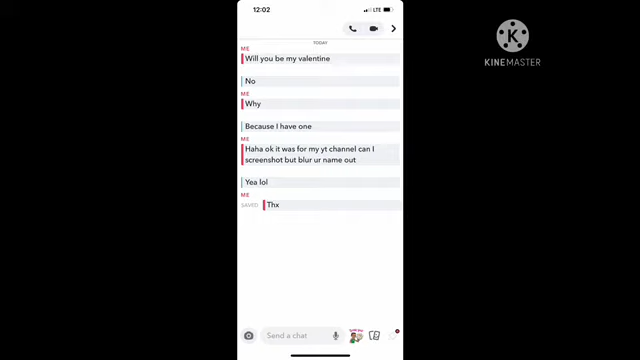 12:02
LTE
K
KINEMASTER
TODAY
ME
Will you be my valentine
No
ME
Why
Because I have one
ME
Haha ok it was for my yt channel can I
screenshot but blur ur name out
Yea lol
ME
SAVED Thx
Send a chat